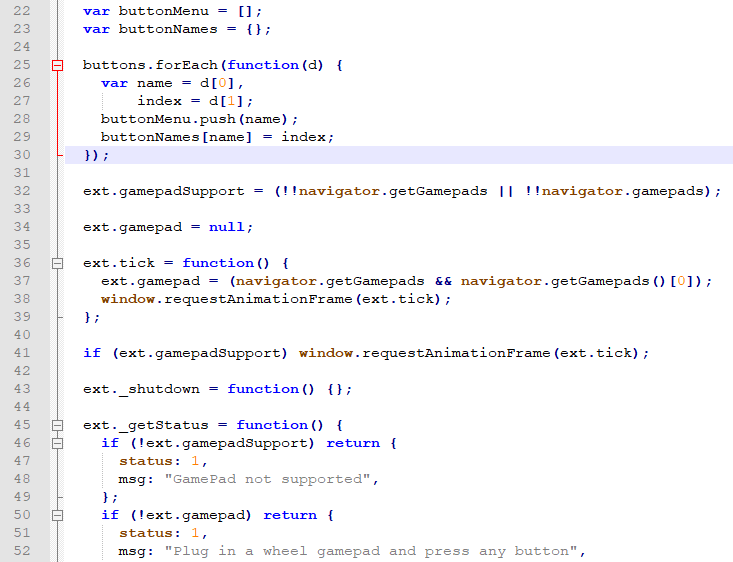 22 var buttonMenu = [];
23 var buttonNames = {};
24
25 buttons.forEach(function(d) {
26 var name = d[0],
27 index = d[1];
28 buttonMenu.push(name);
29 buttonNames[name] = index;
30 });
31
32 ext.gamepadSupport = (!!navigator.getGamepads || !!navigator.gamepads);
33
34 ext.gamepad = null;
35
36 ext.tick = function() {
37 ext.gamepad = (navigator.getGamepads && navigator.getGamepads()[0]);
38 window.requestAnimationFrame(ext.tick);
39 };
40
41 if (ext.gamepadSupport) window.requestAnimationFrame(ext.tick);
42
43 ext._shutdown = function() {};
44
45 ext._getStatus = function() {
46 if (!ext.gamepadSupport) return {
47 status: 1,
48 msg: "GamePad not supported",
49 };
50 if (!ext.gamepad) return {
51 status: 1,
52 msg: "Plug in a wheel gamepad and press any button",